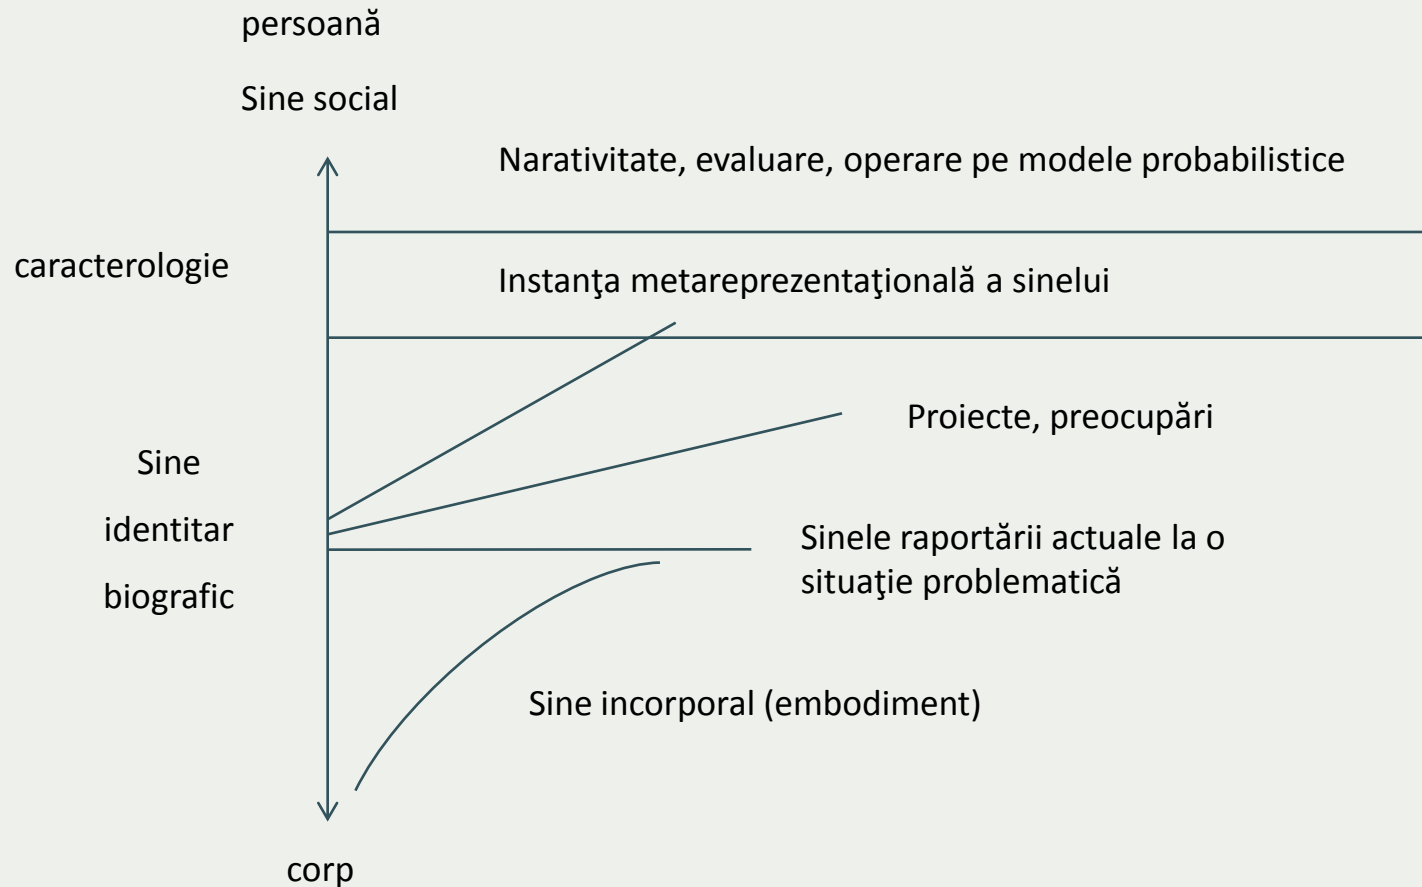 persoană
Sine social
Narativitate, evaluare, operare pe modele probabilistice
caracterologie
Instanţa metareprezentaţională a sinelui
Proiecte, preocupări
Sine
identitar
biografic
Sinele raportării actuale la o
situaţie problematică
Sine incorporal (embodiment)
corp